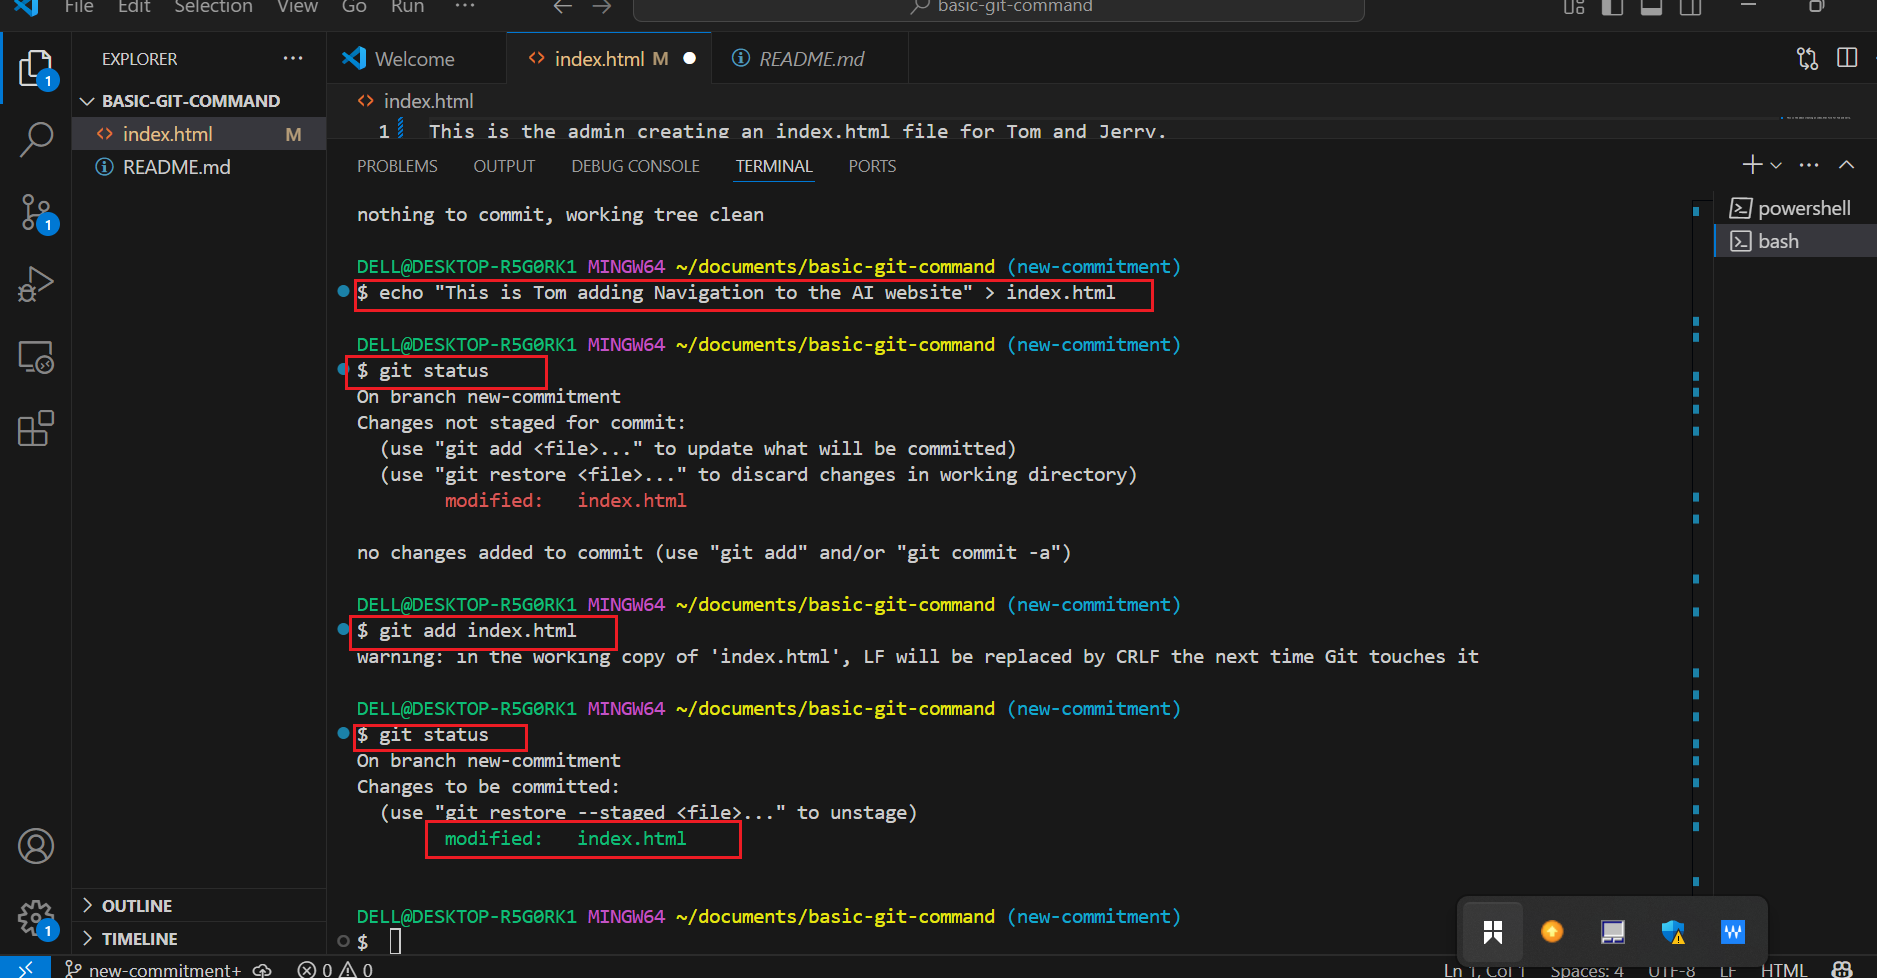 File Edit Selection View Go Run ··· basic-git-command
EXPLORER ···
Welcome
index.html M
README.md
BASIC-GIT-COMMAND
index.html M
README.md
index.html
1 This is the admin creating an index.html file for Tom and Jerry.
PROBLEMS OUTPUT DEBUG CONSOLE TERMINAL PORTS
powershell
bash
nothing to commit, working tree clean
DELL@DESKTOP-R5G0RK1 MINGW64 ~/documents/basic-git-command (new-commitment)
$ echo "This is Tom adding Navigation to the AI website" > index.html
DELL@DESKTOP-R5G0RK1 MINGW64 ~/documents/basic-git-command (new-commitment)
$ git status
On branch new-commitment
Changes not staged for commit:
(use "git add <file>..." to update what will be committed)
(use "git restore <file>..." to discard changes in working directory)
modified: index.html
no changes added to commit (use "git add" and/or "git commit -a")
DELL@DESKTOP-R5G0RK1 MINGW64 ~/documents/basic-git-command (new-commitment)
$ git add index.html
warning: in the working copy of 'index.html', LF will be replaced by CRLF the next time Git touches it
DELL@DESKTOP-R5G0RK1 MINGW64 ~/documents/basic-git-command (new-commitment)
$ git status
On branch new-commitment
Changes to be committed:
(use "git restore --staged <file>..." to unstage)
modified: index.html
DELL@DESKTOP-R5G0RK1 MINGW64 ~/documents/basic-git-command (new-commitment)
$
1
1
1
OUTLINE
TIMELINE
new-commitment+ 0 0 Ln 1, Col 1 Spaces: 4 UTF-8 LF HTML